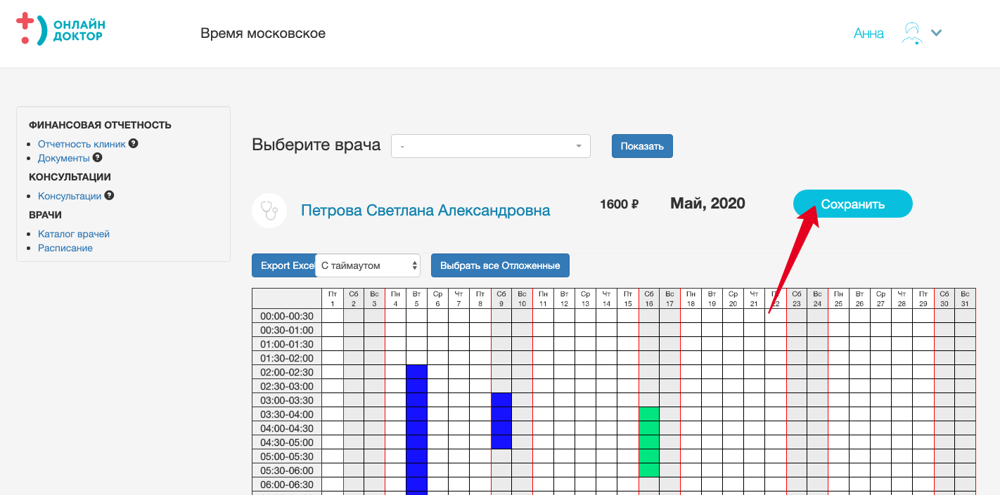 ОНЛАЙН
ДОКТОР
Время московское
Анна
ФИНАНСОВАЯ ОТЧЕТНОСТЬ
Отчетность клиник ?
Документы ?
КОНСУЛЬТАЦИИ
Консультации ?
ВРАЧИ
Каталог врачей
Расписание
Выберите врача - Показать
Петрова Светлана Александровна 1600 ₽ Май, 2020 Сохранить
Export Excel С таймаутом Выбрать все Отложенные
Пт Сб Вс Пн Вт Ср Чт Пт Сб Вс Пн Вт Ср Чт Пт Сб Вс Пн Вт Ср Чт Пт Сб Вс Пн Вт Ср Чт Пт Сб Вс
1 2 3 4 5 6 7 8 9 10 11 12 13 14 15 16 17 18 19 20 21 22 23 24 25 26 27 28 29 30 31
00:00-00:30
00:30-01:00
01:00-01:30
01:30-02:00
02:00-02:30
02:30-03:00
03:00-03:30
03:30-04:00
04:00-04:30
04:30-05:00
05:00-05:30
05:30-06:00
06:00-06:30